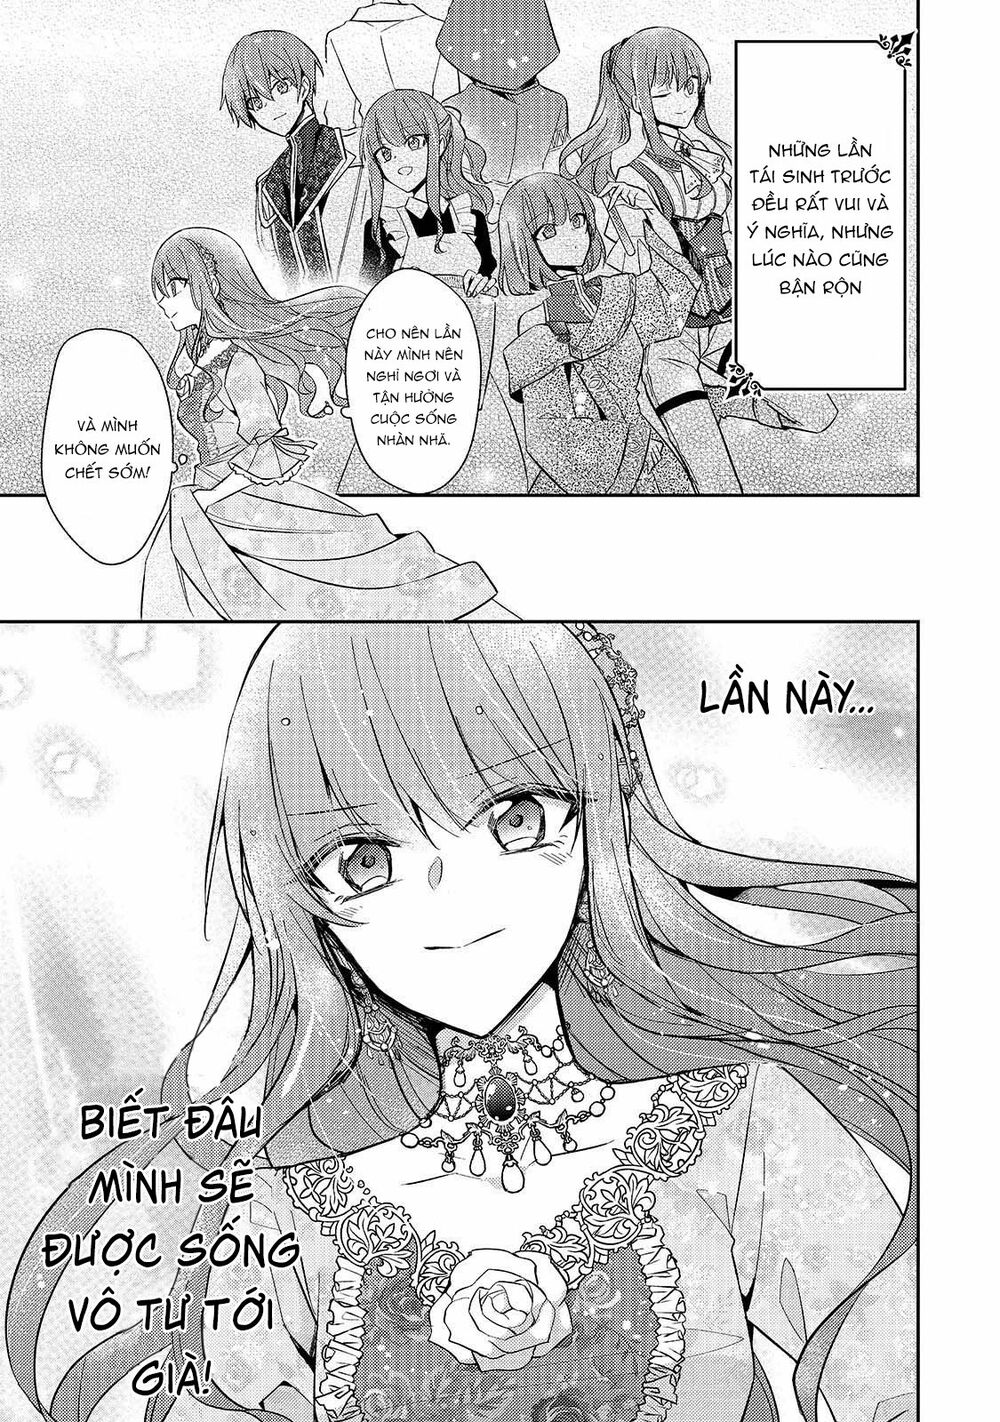 NHỮNG LẦN
TÁI SINH TRƯỚC
ĐỀU RẤT VUI VÀ
Ý NGHĨA, NHƯNG
LÚC NÀO CŨNG
BẬN RỘN
CHO NÊN LẦN
NÀY MÌNH NÊN
NGHỈ NGƠI VÀ
TẬN HƯỞNG
CUỘC SỐNG
NHÀN NHÃ.
VÀ MÌNH
KHÔNG MUỐN
CHẾT SỚM!
LẦN NÀY...
BIẾT ĐÂU
MÌNH SẼ
ĐƯỢC SỐNG
VÔ TƯ TỚI
GIÀ!